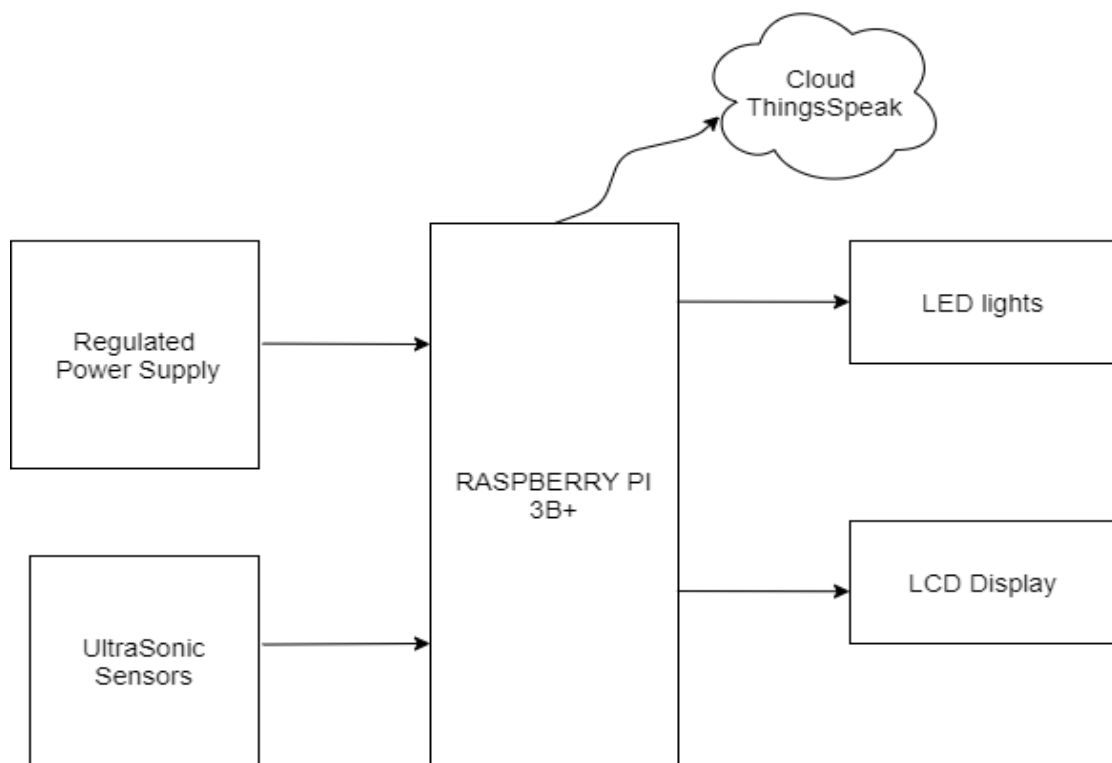 Cloud
ThingsSpeak
Regulated
Power Supply
LED lights
RASPBERRY PI
3B+
LCD Display
UltraSonic
Sensors